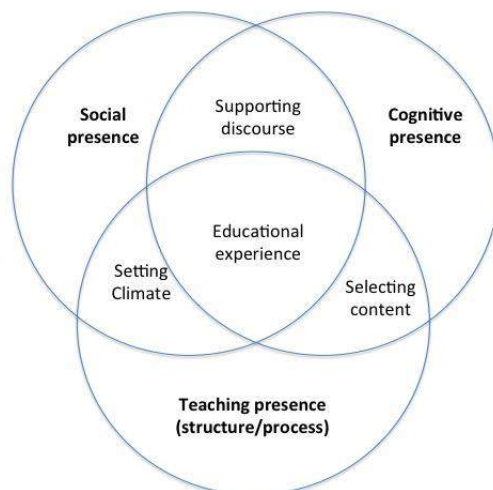 Social
presence
Supporting
discourse
Cognitive
presence
Educational
experience
Setting
Climate
Selecting
content
Teaching presence
(structure/process)